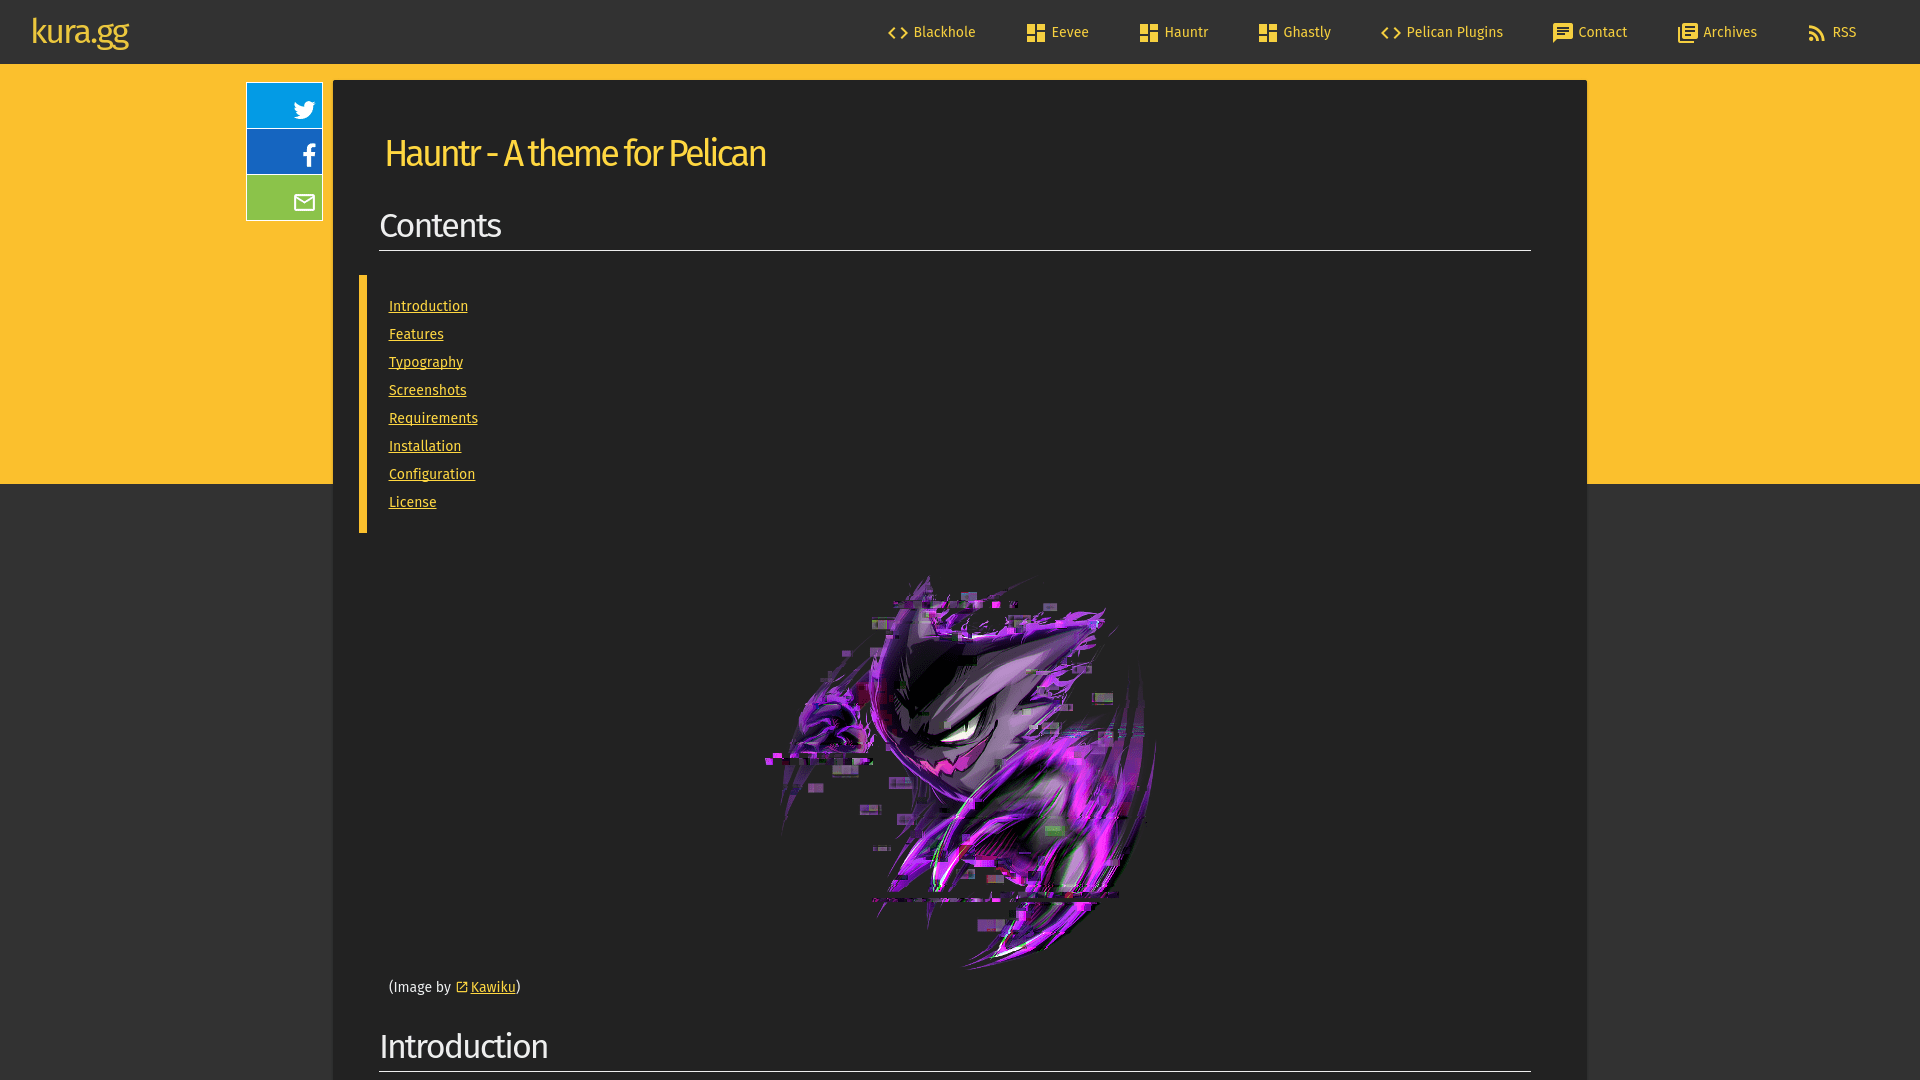 kura.gg
Blackhole
Eevee
Hauntr
Ghastly
Pelican Plugins
Contact
Archives
RSS
Hauntr - A theme for Pelican
Contents
Introduction
Features
Typography
Screenshots
Requirements
Installation
Configuration
License
(Image by Kawiku)
Introduction